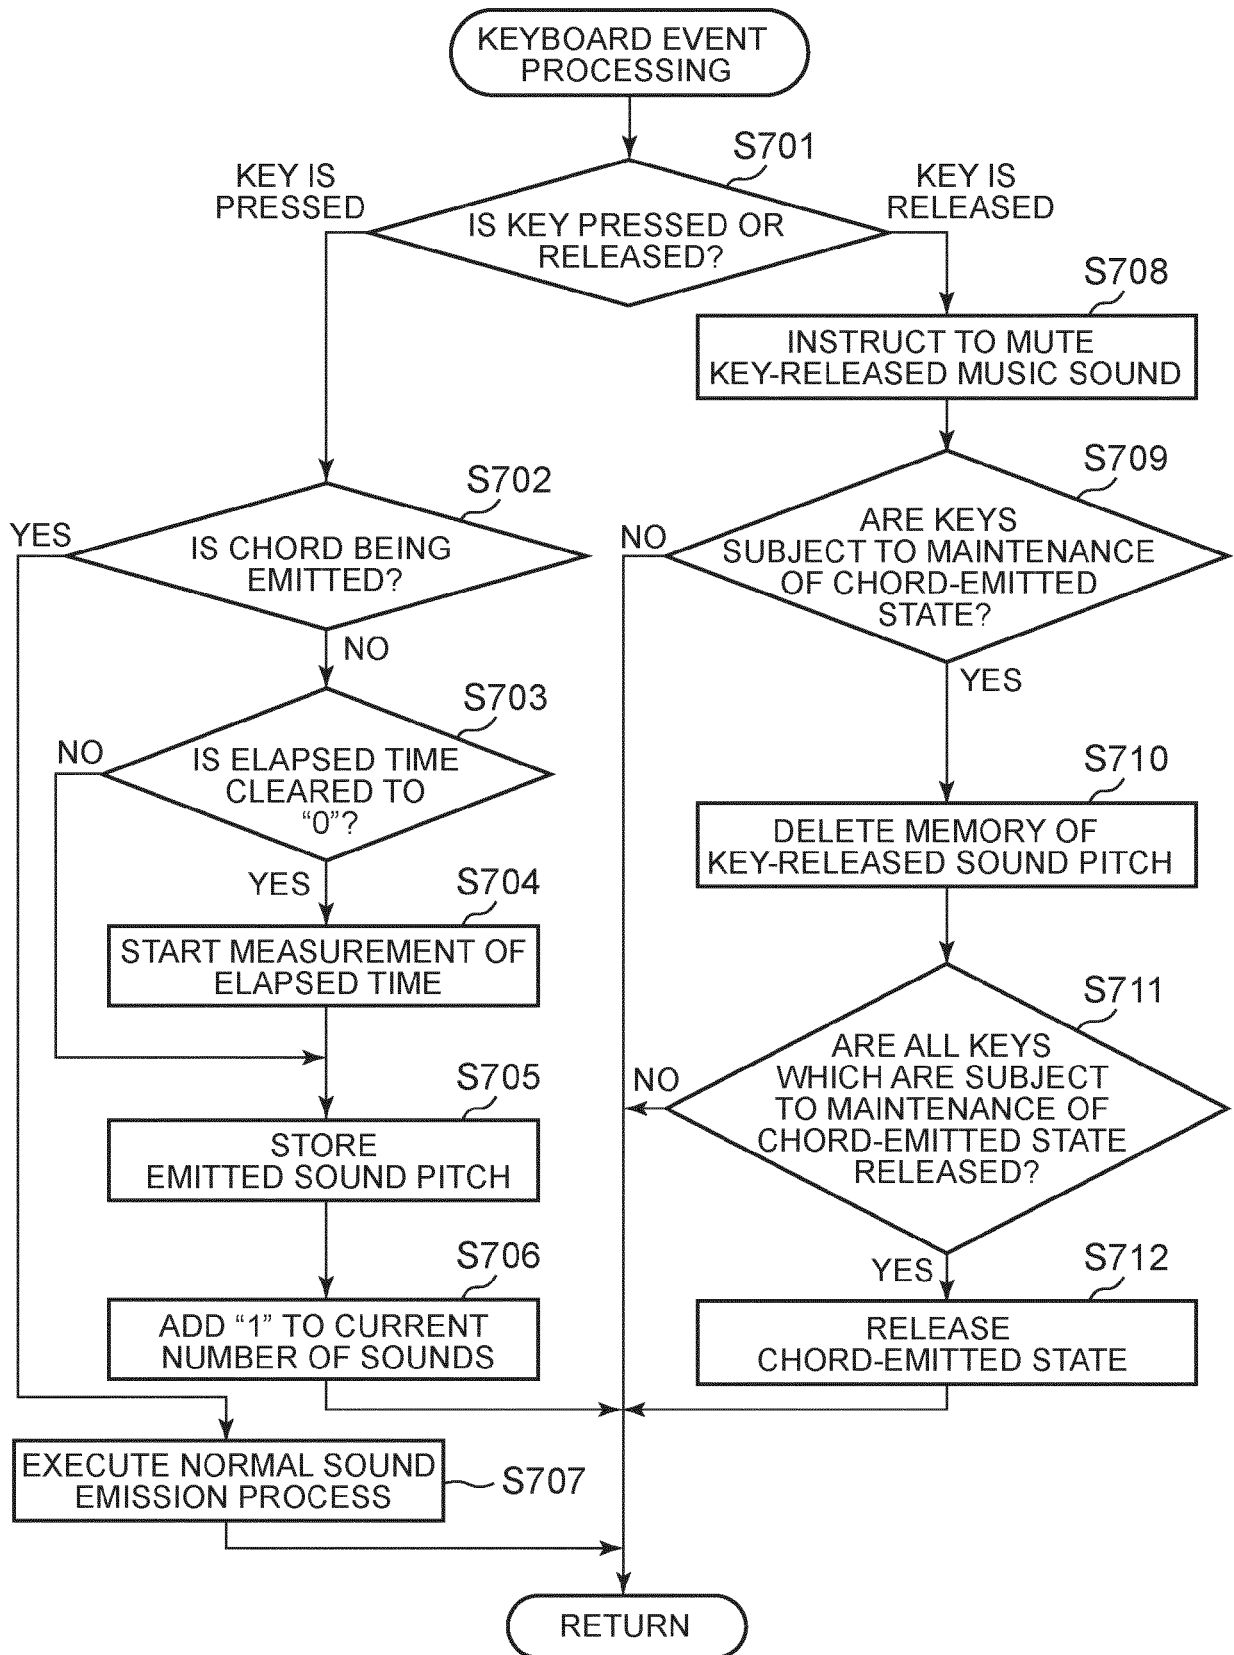 KEYBOARD EVENT
PROCESSING
S701
KEY IS
PRESSED
KEY IS
RELEASED
IS KEY PRESSED OR
RELEASED?
S708
INSTRUCT TO MUTE
KEY-RELEASED MUSIC SOUND
S702
YES
IS CHORD BEING
EMITTED?
NO
S709
NO
ARE KEYS
SUBJECT TO MAINTENANCE
OF CHORD-EMITTED
STATE?
YES
S703
NO
IS ELAPSED TIME
CLEARED TO
“0”?
YES
S710
DELETE MEMORY OF
KEY-RELEASED SOUND PITCH
S704
START MEASUREMENT OF
ELAPSED TIME
S711
NO
ARE ALL KEYS
WHICH ARE SUBJECT
TO MAINTENANCE OF
CHORD-EMITTED STATE
RELEASED?
YES
S705
STORE
EMITTED SOUND PITCH
S706
ADD “1” TO CURRENT
NUMBER OF SOUNDS
S712
RELEASE
CHORD-EMITTED STATE
EXECUTE NORMAL SOUND
EMISSION PROCESS
S707
RETURN